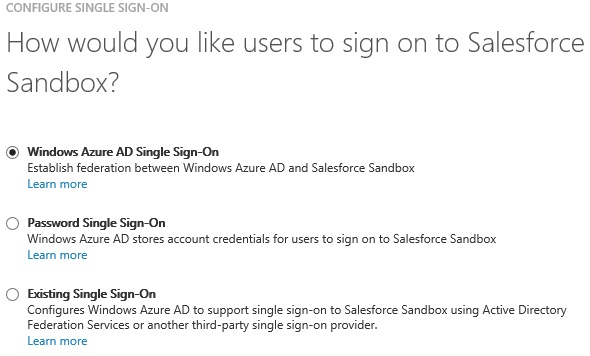 CONFIGURE SINGLE SIGN-ON
How would you like users to sign on to Salesforce
Sandbox?
Windows Azure AD Single Sign-On
Establish federation between Windows Azure AD and Salesforce Sandbox
Learn more
Password Single Sign-On
Windows Azure AD stores account credentials for users to sign on to Salesforce Sandbox
Learn more
Existing Single Sign-On
Configures Windows Azure AD to support single sign-on to Salesforce Sandbox using Active Directory
Federation Services or another third-party single sign-on provider.
Learn more